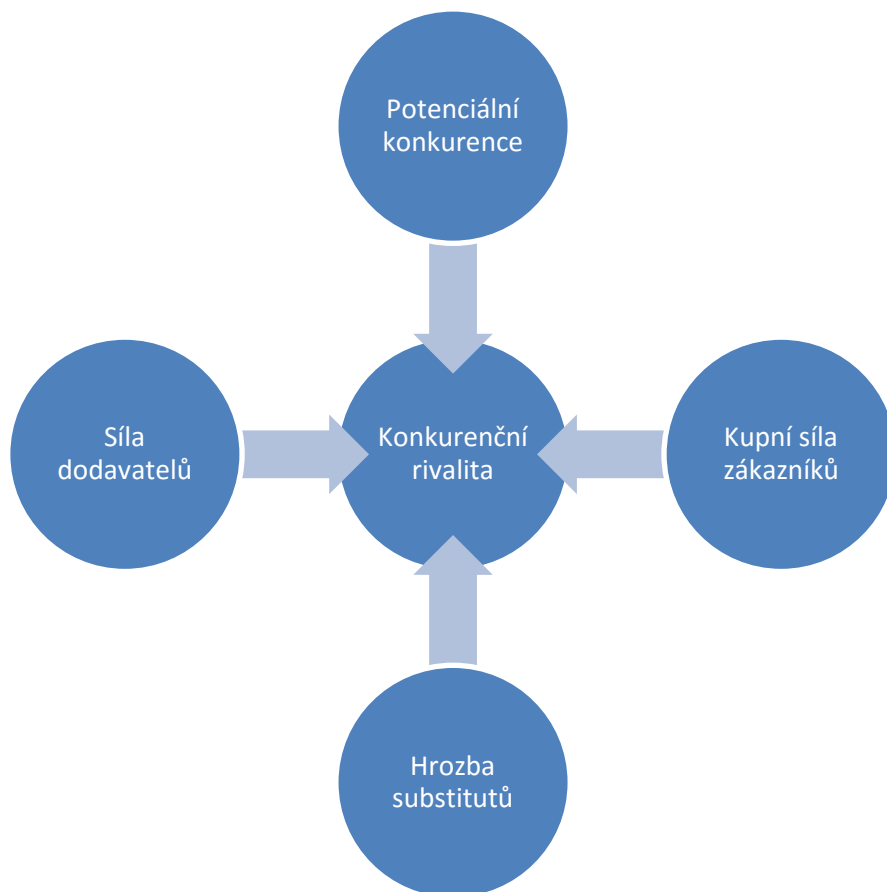 Potenciální
konkurence
Síla
dodavatelů
Konkurenční
rivalita
Kupní síla
zákazníků
Hrozba
substitutů